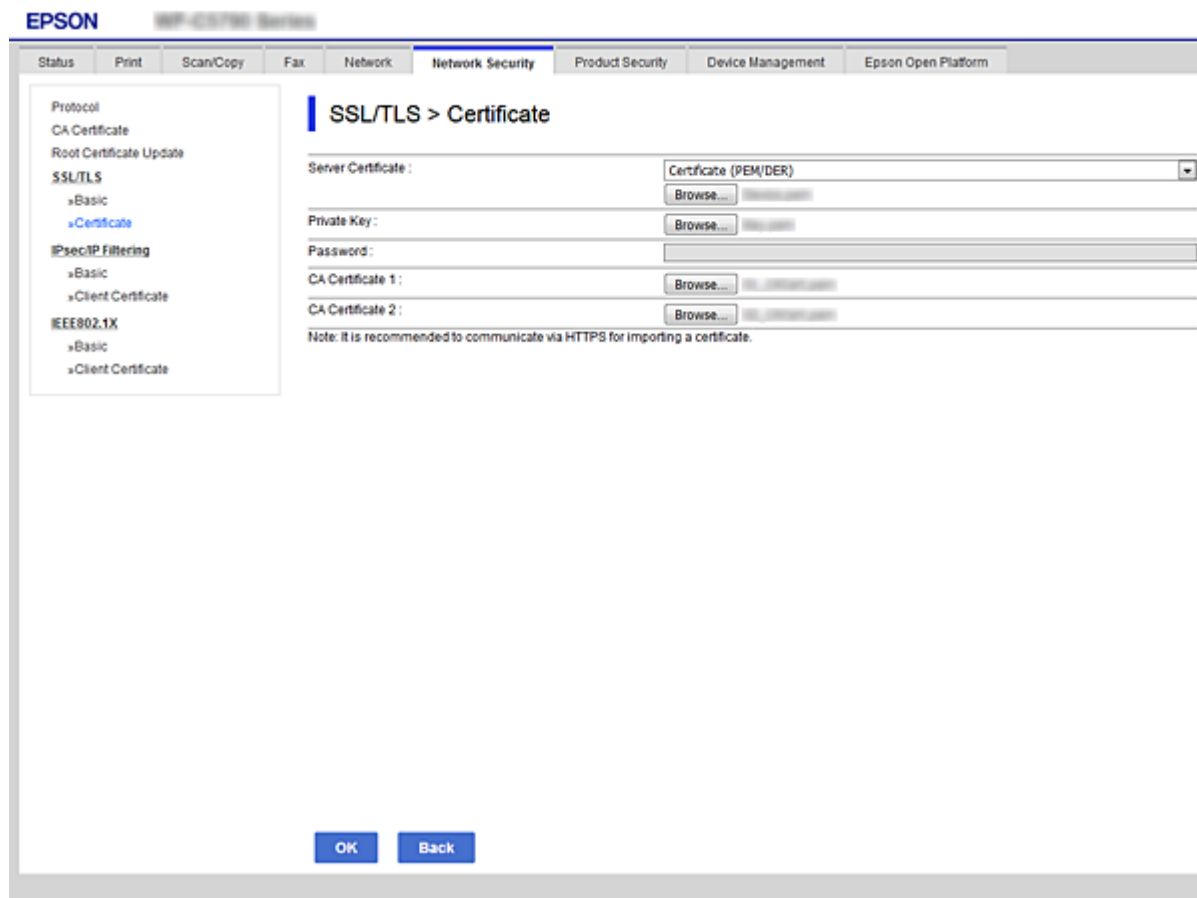 EPSON
Status Print Scan/Copy Fax Network Network Security Product Security Device Management Epson Open Platform
Protocol
CA Certificate
Root Certificate Update
SSL/TLS
»Basic
»Certificate
IPsec/IP Filtering
»Basic
»Client Certificate
IEEE802.1X
»Basic
»Client Certificate
SSL/TLS > Certificate
Server Certificate : Certificate (PEM/DER)
Browse...
Private Key : Browse...
Password :
CA Certificate 1 : Browse...
CA Certificate 2 : Browse...
Note: It is recommended to communicate via HTTPS for importing a certificate.
OK Back